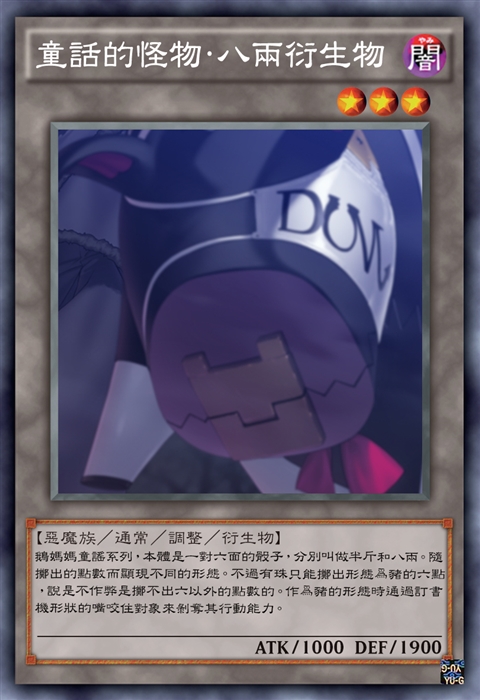 童話的怪物·八兩衍生物
やみ
闇
DUM
【惡魔族／通常／調整／衍生物】
鵝媽媽童謠系列，本體是一對六面的骰子，分別叫做半斤和八兩。隨
擲出的點數而顯現不同的形態。不過有珠只能擲出形態爲豬的六點
，說是不作弊是擲不出六以外的點數的。作爲豬的形態時通過訂書
機形狀的嘴咬住對象來剝奪其行動能力。
ATK/1000 DEF/1900
YU-G
YU-G